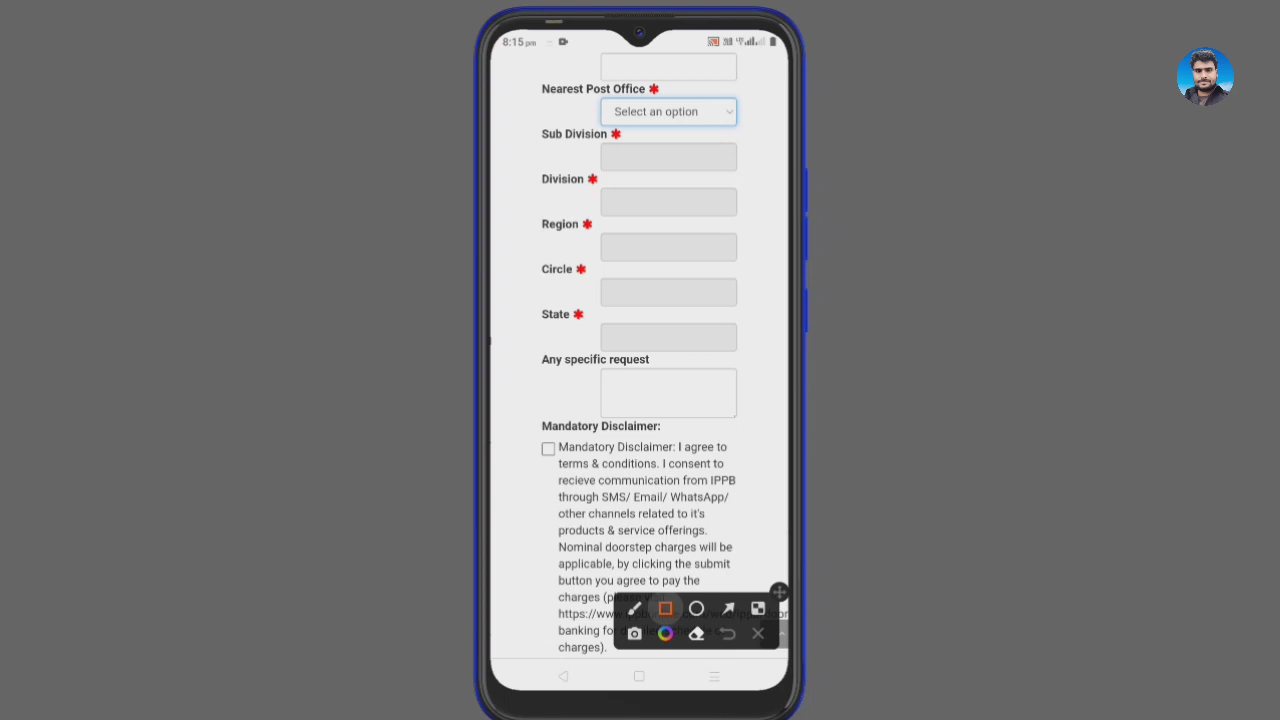 8:15 pm
Nearest Post Office *
Select an option
Sub Division *
Division *
Region *
Circle *
State *
Any specific request
Mandatory Disclaimer:
Mandatory Disclaimer: I agree to
terms & conditions. I consent to
recieve communication from IPPB
through SMS/ Email/ WhatsApp/
other channels related to it's
products & service offerings.
Nominal doorstep charges will be
applicable, by clicking the submit
button you agree to pay the
charges
banking
charges).